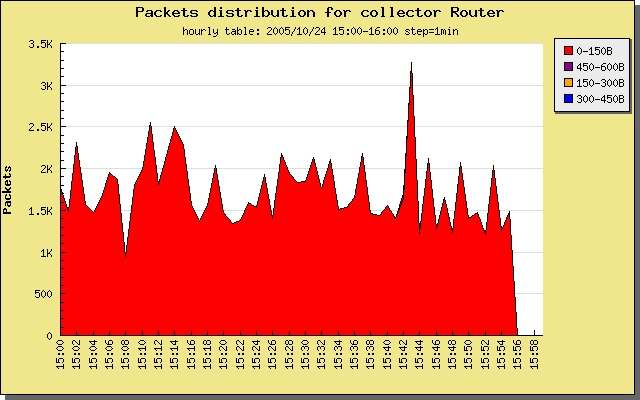 Packets distribution for collector Router
hourly table: 2005/10/24 15:00-16:00 step=1min
0-150B
450-600B
150-300B
300-450B
Packets
3.5K
3K
2.5K
2K
1.5K
1K
500
0
15:00
15:02
15:04
15:06
15:08
15:10
15:12
15:14
15:16
15:18
15:20
15:22
15:24
15:26
15:28
15:30
15:32
15:34
15:36
15:38
15:40
15:42
15:44
15:46
15:48
15:50
15:52
15:54
15:56
15:58